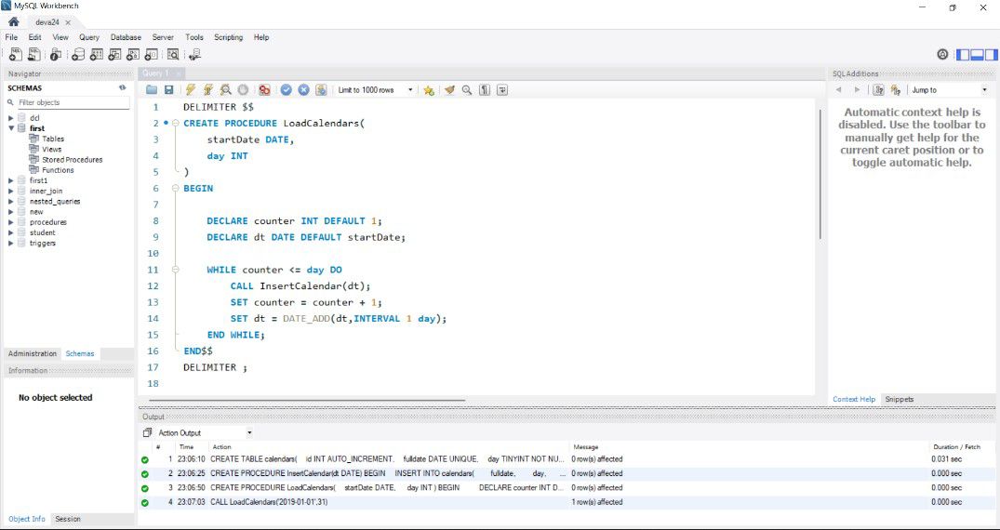 MySQL Workbench
deva24
File Edit View Query Database Server Tools Scripting Help
Navigator
SCHEMAS
Filter objects
dcl
first
Tables
Views
Stored Procedures
Functions
first1
inner_join
nested_queries
new
procedures
student
triggers
Administration Schemas
Information
No object selected
Object Info Session
Query 1
Limit to 1000 rows
1 DELIMITER $$
2 CREATE PROCEDURE LoadCalendars(
3 startDate DATE,
4 day INT
5 )
6 BEGIN
7
8 DECLARE counter INT DEFAULT 1;
9 DECLARE dt DATE DEFAULT startDate;
10
11 WHILE counter <= day DO
12 CALL InsertCalendar(dt);
13 SET counter = counter + 1;
14 SET dt = DATE_ADD(dt,INTERVAL 1 day);
15 END WHILE;
16 END$$
17 DELIMITER ;
18
SQLAdditions
Jump to
Automatic context help is
disabled. Use the toolbar to
manually get help for the
current caret position or to
toggle automatic help.
Context Help Snippets
Output
Action Output
# Time Action Message Duration / Fetch
1 23:06:10 CREATE TABLE calendars( id INT AUTO_INCREMENT, fulldate DATE UNIQUE, day TINYINT NOT NU... 0 row(s) affected 0.031 sec
2 23:06:25 CREATE PROCEDURE InsertCalendar(dt DATE) BEGIN INSERT INTO calendars( fulldate, day, ... 0 row(s) affected 0.000 sec
3 23:06:50 CREATE PROCEDURE LoadCalendars( startDate DATE, day INT ) BEGIN DECLARE counter INT D... 0 row(s) affected 0.000 sec
4 23:07:03 CALL LoadCalendars('2019-01-01',31) 1 row(s) affected 0.000 sec